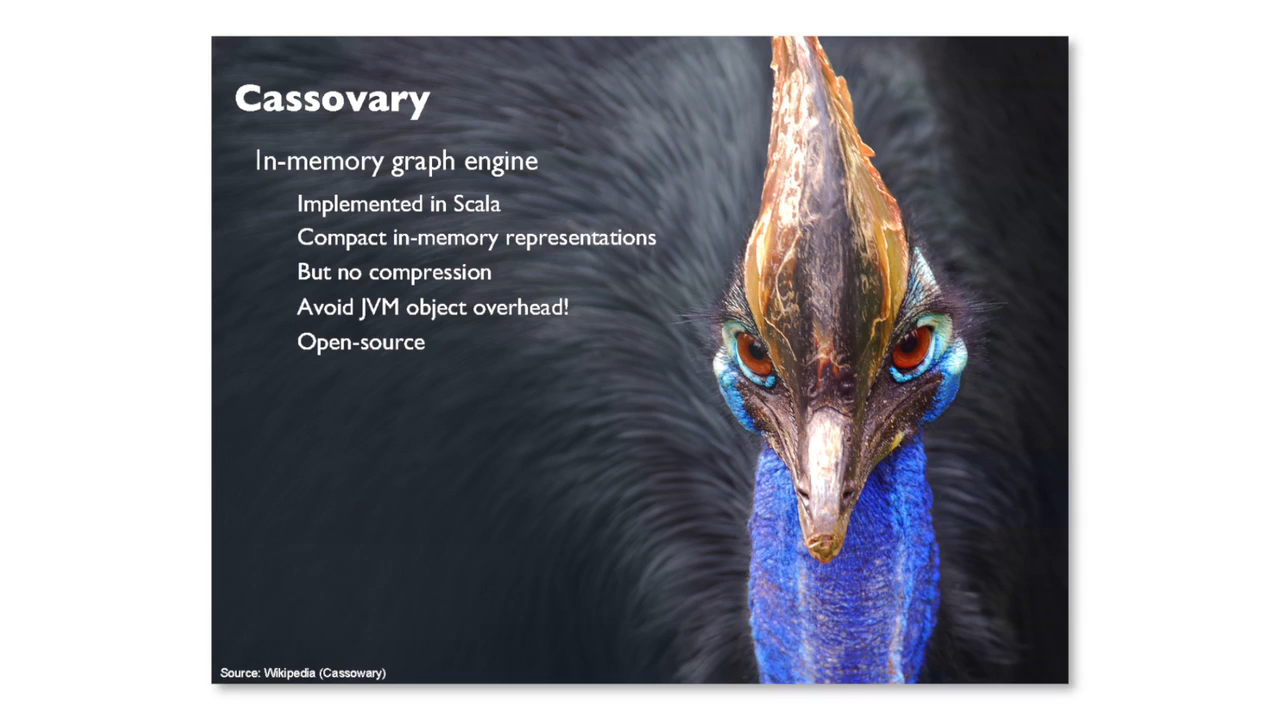 Cassovary
In-memory graph engine
Implemented in Scala
Compact in-memory representations
But no compression
Avoid JVM object overhead!
Open-source
Source: Wikipedia (Cassowary)